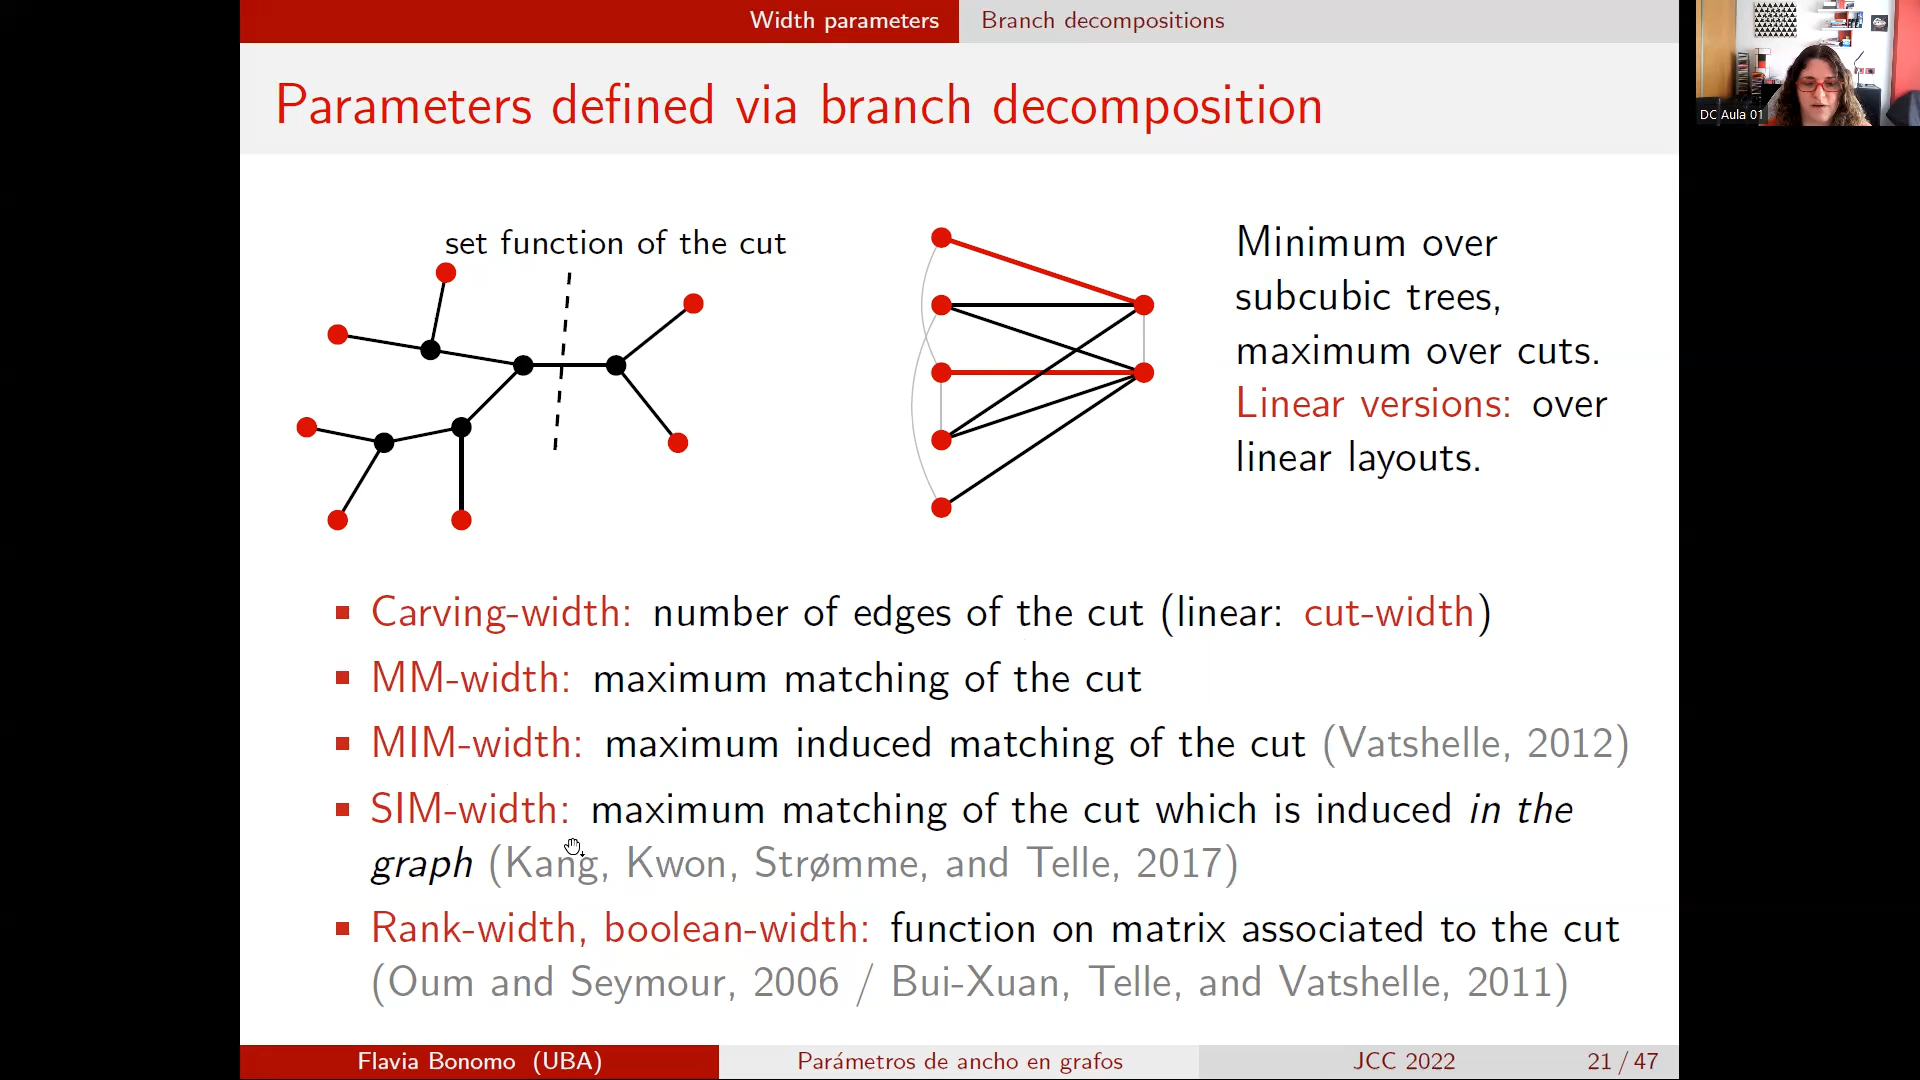 Width parameters Branch decompositions
Parameters defined via branch decomposition
DC Aula 01
set function of the cut
Minimum over
subcubic trees,
maximum over cuts.
Linear versions: over
linear layouts.
Carving-width: number of edges of the cut (linear: cut-width)
MM-width: maximum matching of the cut
MIM-width: maximum induced matching of the cut (Vatshelle, 2012)
SIM-width: maximum matching of the cut which is induced in the
graph (Kang, Kwon, Strømme, and Telle, 2017)
Rank-width, boolean-width: function on matrix associated to the cut
(Oum and Seymour, 2006 / Bui-Xuan, Telle, and Vatshelle, 2011)
Flavia Bonomo (UBA) Parámetros de ancho en grafos JCC 2022 21 / 47